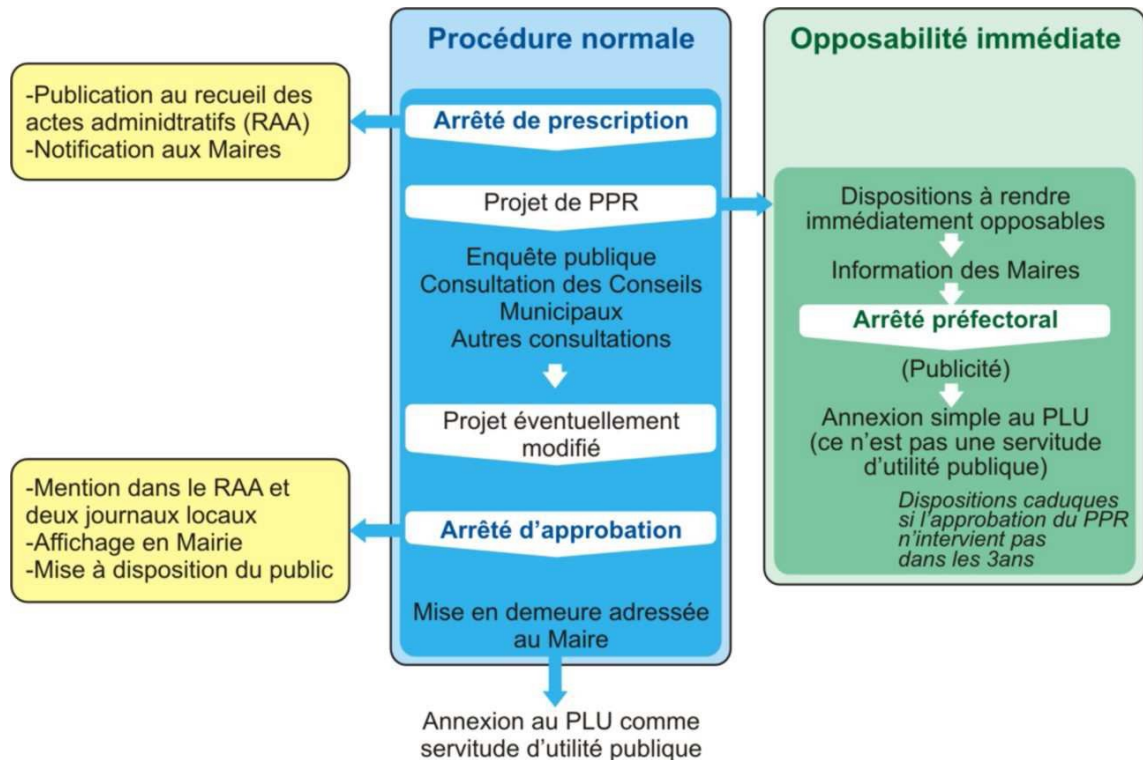 Procédure normale
Opposabilité immédiate
-Publication au recueil des
actes adminidtratifs (RAA)
-Notification aux Maires
Arrêté de prescription
Projet de PPR
Enquête publique
Consultation des Conseils
Municipaux
Autres consultations
Projet éventuellement
modifié
-Mention dans le RAA et
deux journaux locaux
-Affichage en Mairie
-Mise à disposition du public
Arrêté d’approbation
Mise en demeure adressée
au Maire
Annexion au PLU comme
servitude d’utilité publique
Dispositions à rendre
immédiatement opposables
Information des Maires
Arrêté préfectoral
(Publicité)
Annexion simple au PLU
(ce n’est pas une servitude
d’utilité publique)
Dispositions caduques
si l’approbation du PPR
n’intervient pas
dans les 3ans